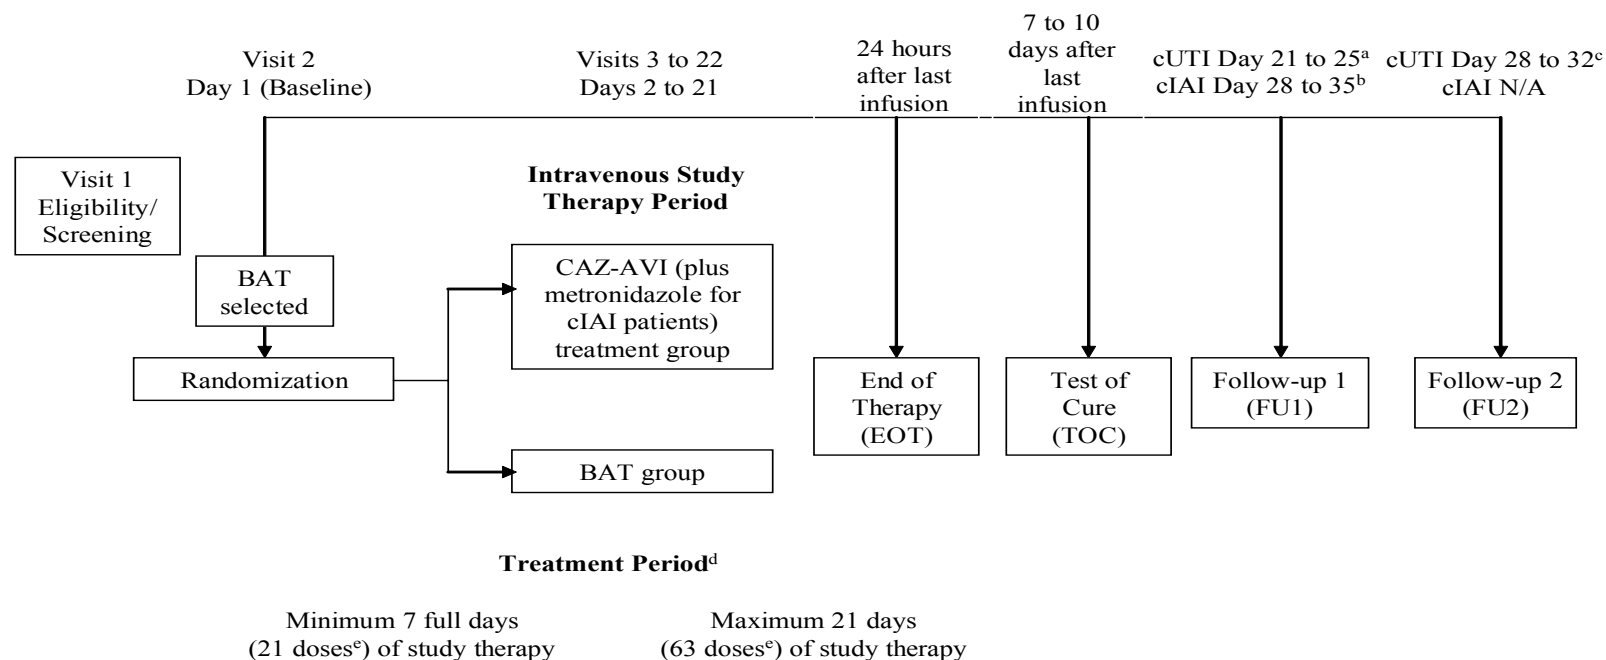 Visit 2
Day 1 (Baseline)
Visits 3 to 22
Days 2 to 21
24 hours
after last
infusion
7 to 10
days after
last
infusion
cUTI Day 21 to 25ᵃ
cIAI Day 28 to 35ᵇ
cUTI Day 28 to 32ᶜ
cIAI N/A
Visit 1
Eligibility/
Screening
Intravenous Study
Therapy Period
BAT
selected
Randomization
CAZ-AVI (plus
metronidazole for
cIAI patients)
treatment group
BAT group
End of
Therapy
(EOT)
Test of
Cure
(TOC)
Follow-up 1
(FU1)
Follow-up 2
(FU2)
Treatment Periodᵈ
Minimum 7 full days
(21 dosesᵉ) of study therapy
Maximum 21 days
(63 dosesᵉ) of study therapy